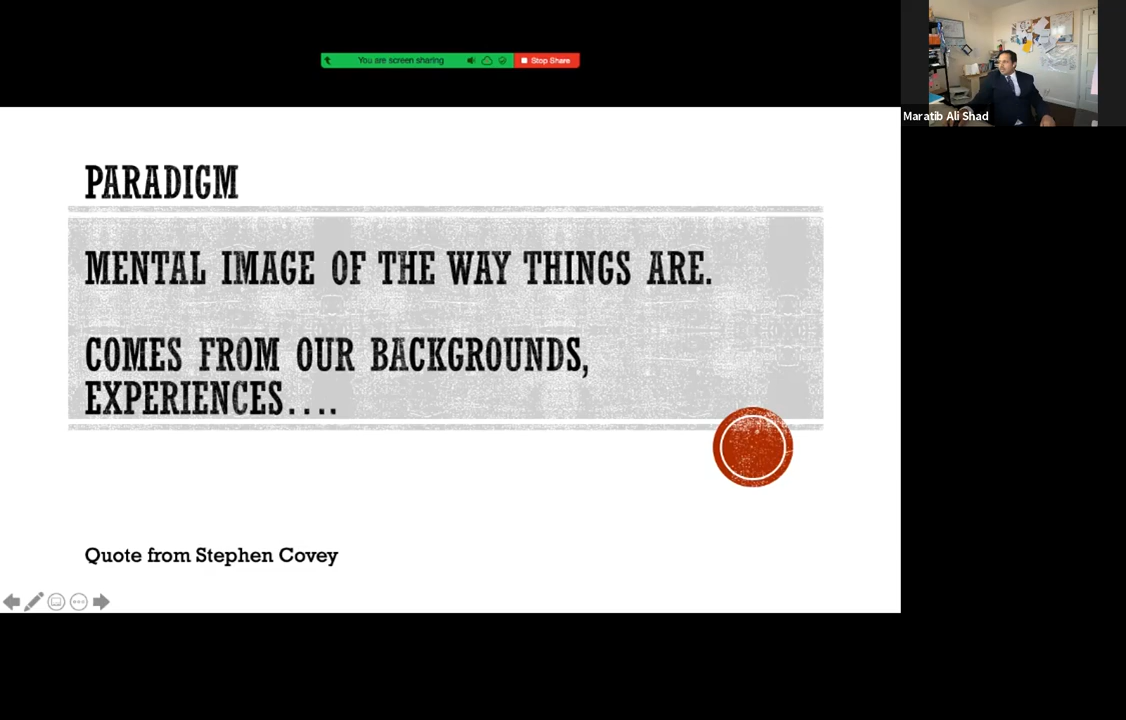 You are screen sharing
Stop Share
Maratib Ali Shad
PARADIGM
MENTAL IMAGE OF THE WAY THINGS ARE.
COMES FROM OUR BACKGROUNDS,
EXPERIENCES....
Quote from Stephen Covey